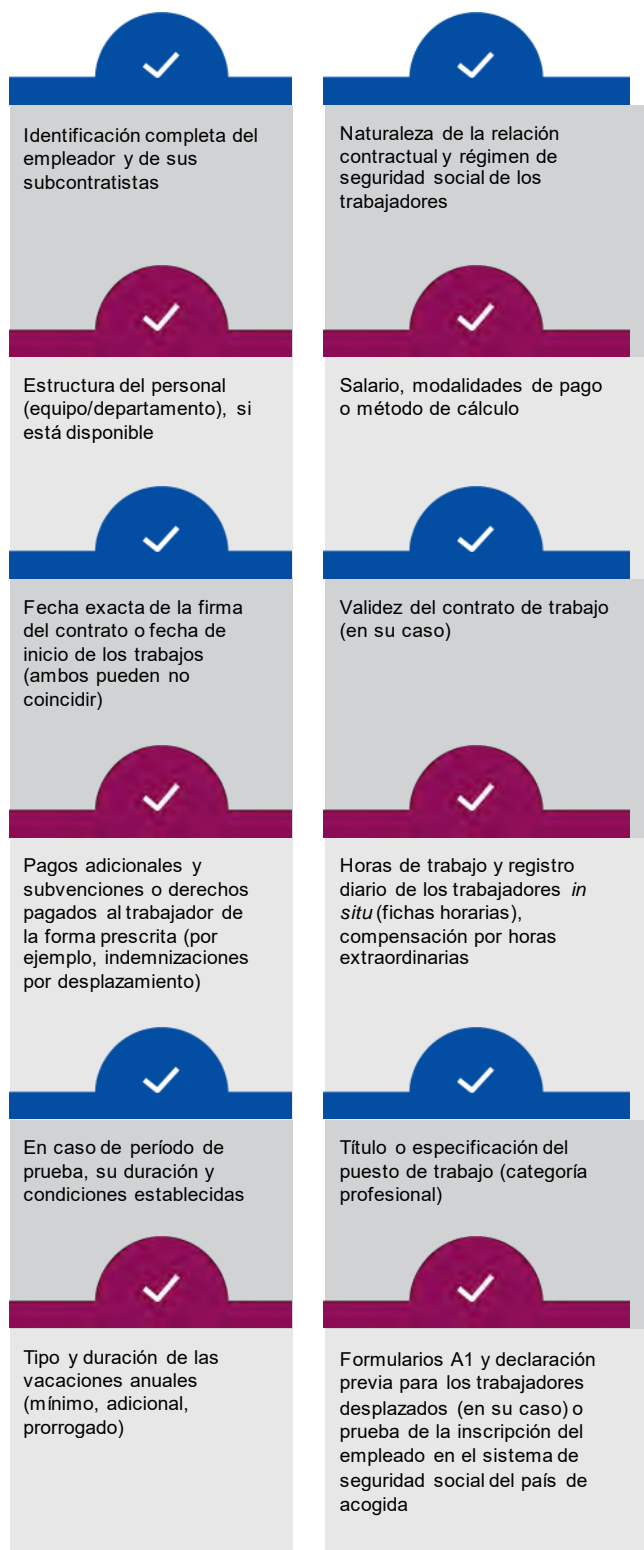 Identificación completa del
empleador y de sus
subcontratistas
Naturaleza de la relación
contractual y régimen de
seguridad social de los
trabajadores
Estructura del personal
(equipo/departamento), si
está disponible
Salario, modalidades de pago
o método de cálculo
Fecha exacta de la firma
del contrato o fecha de
inicio de los trabajos
(ambos pueden no
coincidir)
Validez del contrato de trabajo
(en su caso)
Pagos adicionales y
subvenciones o derechos
pagados al trabajador de
la forma prescrita (por
ejemplo, indemnizaciones
por desplazamiento)
Horas de trabajo y registro
diario de los trabajadores in
situ (fichas horarias),
compensación por horas
extraordinarias
En caso de período de
prueba, su duración y
condiciones establecidas
Título o especificación del
puesto de trabajo (categoría
profesional)
Tipo y duración de las
vacaciones anuales
(mínimo, adicional,
prorrogado)
Formularios A1 y declaración
previa para los trabajadores
desplazados (en su caso) o
prueba de la inscripción del
empleado en el sistema de
seguridad social del país de
acogida